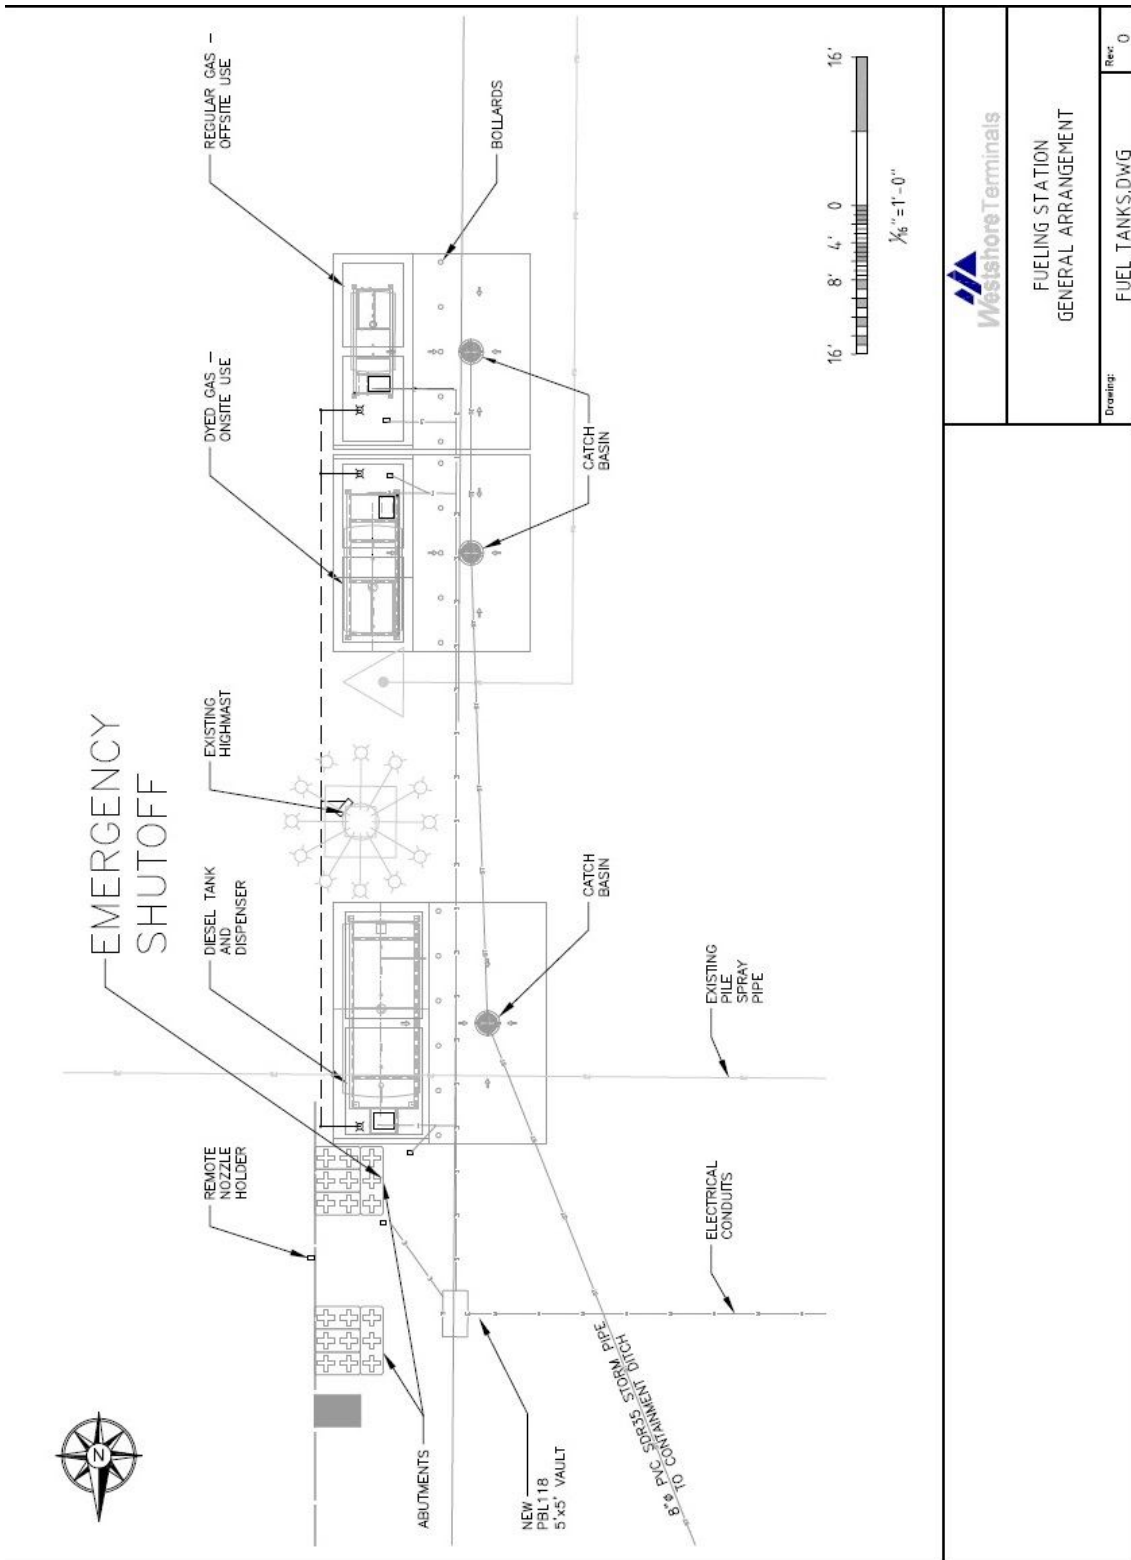 EMERGENCY
SHUTOFF
REMOTE
NOZZLE
HOLDER
DIESEL TANK
AND
DISPENSER
EXISTING
HIGHMAST
DYED GAS –
ONSITE USE
REGULAR GAS –
OFFSITE USE
N
ABUTMENTS
NEW
PBL118
5'x5' VAULT
8"ø PVC SDR35 STORM PIPE
TO CONTAINMENT DITCH
ELECTRICAL
CONDUITS
EXISTING
PILE
SPRAY
PIPE
CATCH
BASIN
CATCH
BASIN
BOLLARDS
16' 8' 4' 0 16'
1/16" = 1'-0"
Westshore Terminals
FUELING STATION
GENERAL ARRANGEMENT
Drawing:
FUEL TANKS.DWG
Rev:
0